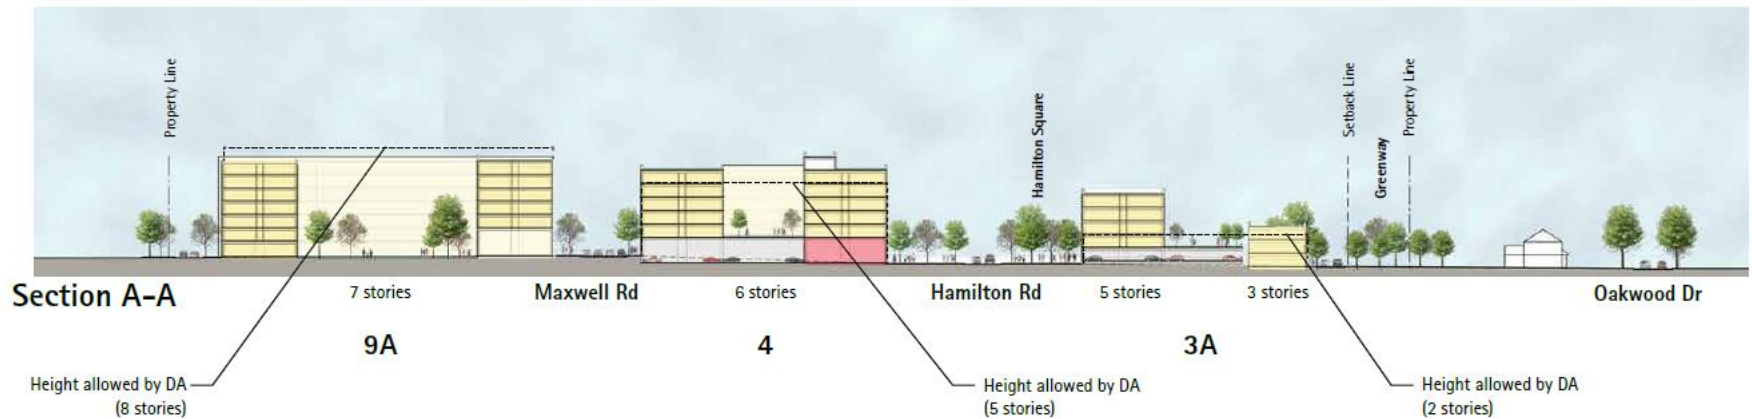 Property Line
Hamilton Square
Setback Line
Greenway
Property Line
Section A-A
7 stories
Maxwell Rd
6 stories
Hamilton Rd
5 stories
3 stories
Oakwood Dr
9A
4
3A
Height allowed by DA
(8 stories)
Height allowed by DA
(5 stories)
Height allowed by DA
(2 stories)